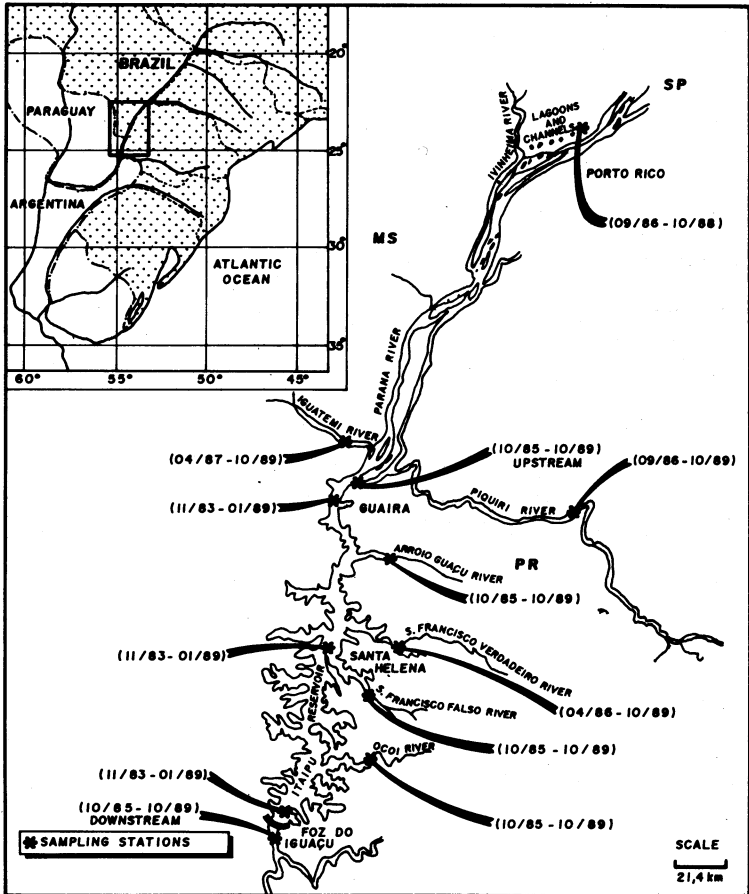 BRAZIL
PARAGUAY
ARGENTINA
ATLANTIC
OCEAN
20°
25°
30°
35°
60°
55°
50°
45°
SP
IVINHEIMA RIVER
LAGOONS
AND
CHANNELS
PORTO RICO
(09/86-10/88)
MS
PARANA RIVER
IGUATEMI RIVER
(04/87-10/89)
(10/85-10/89)
UPSTREAM
(09/86-10/89)
(11/83-01/89)
GUAIRA
PIQUIRI RIVER
PR
ARROIO GUAÇU RIVER
(10/85-10/89)
(11/83-01/89)
SANTA
HELENA
S. FRANCISCO VERDADEIRO RIVER
(04/86-10/89)
S. FRANCISCO FALSO RIVER
(10/85-10/89)
ITAIPU RESERVOIR
OCOI RIVER
(10/85-10/89)
(11/83-01/89)
(10/85-10/89)
DOWNSTREAM
FOZ DO
IGUAÇU
SAMPLING STATIONS
SCALE
21,4 km